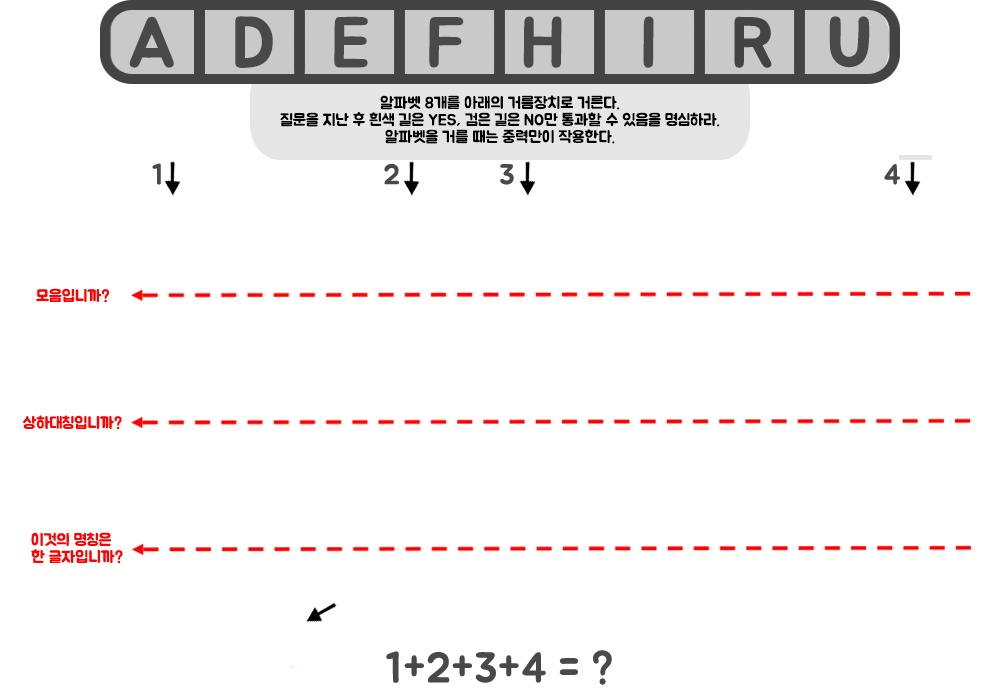 A D E F H I R U
알파벳 8개를 아래의 거름장치로 거른다.
질문을 지난 후 흰색 길은 YES, 검은 길은 NO만 통과할 수 있음을 명심하라.
알파벳을 거를 때는 중력만이 작용한다.
1 2 3 4
모음입니까?
상하대칭입니까?
이것의 명칭은
한 글자입니까?
1+2+3+4 = ?